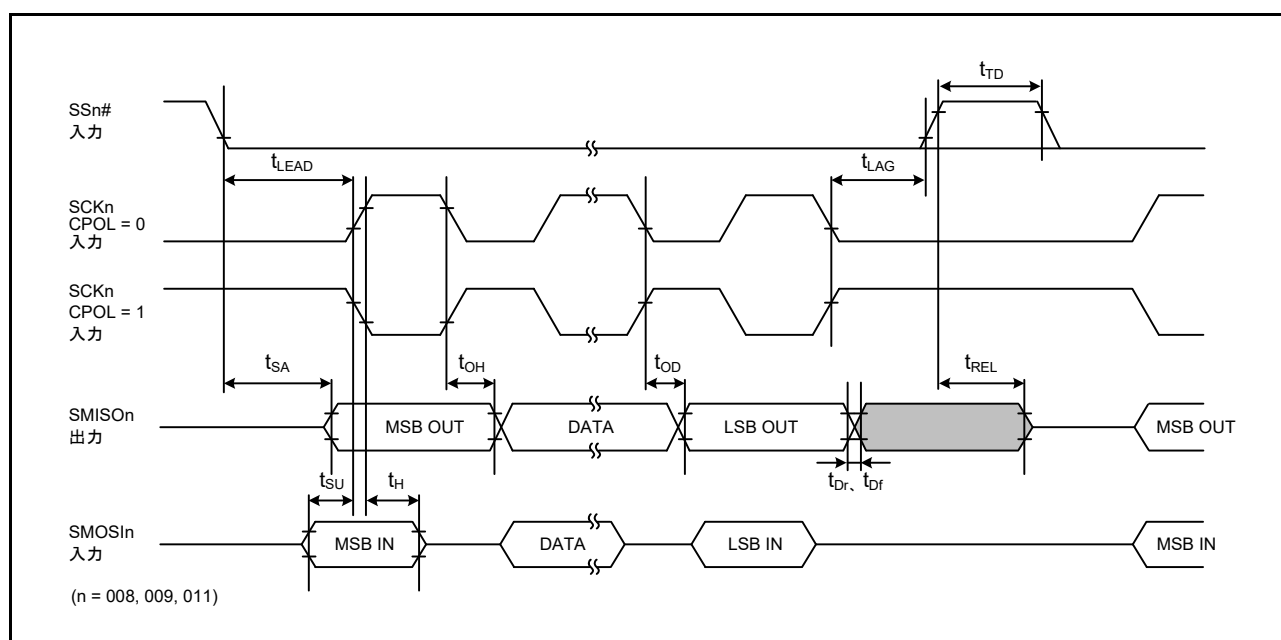 tTD
SSn#
入力
tLEAD
tLAG
SCKn
CPOL = 0
入力
SCKn
CPOL = 1
入力
tSA
tOH
tOD
tREL
SMISOn
出力
MSB OUT
DATA
LSB OUT
MSB OUT
tSU
tH
tDr、tDf
SMOSIn
入力
MSB IN
DATA
LSB IN
MSB IN
(n = 008, 009, 011)